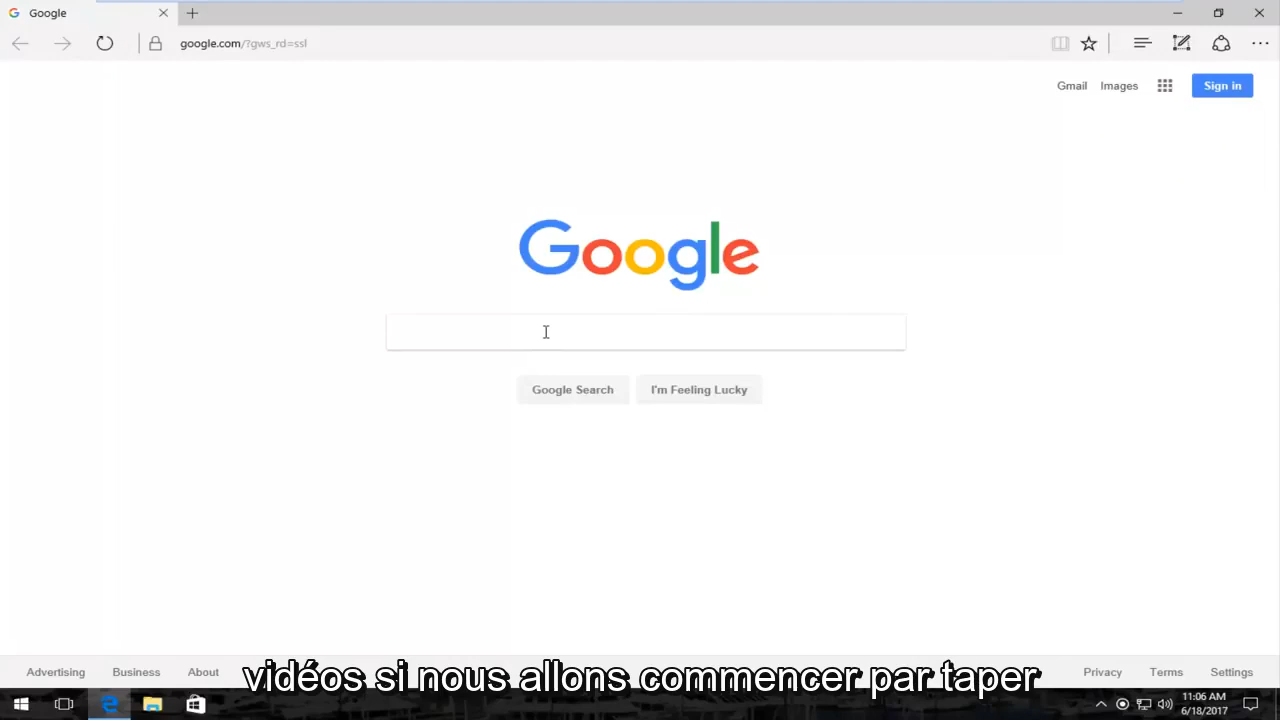 Google
google.com/?gws_rd=ssl
Gmail Images Sign in
Google
Google Search I'm Feeling Lucky
Advertising Business About Privacy Terms Settings
vidéos si nous allons commencer par taper
11:06 AM
6/18/2017